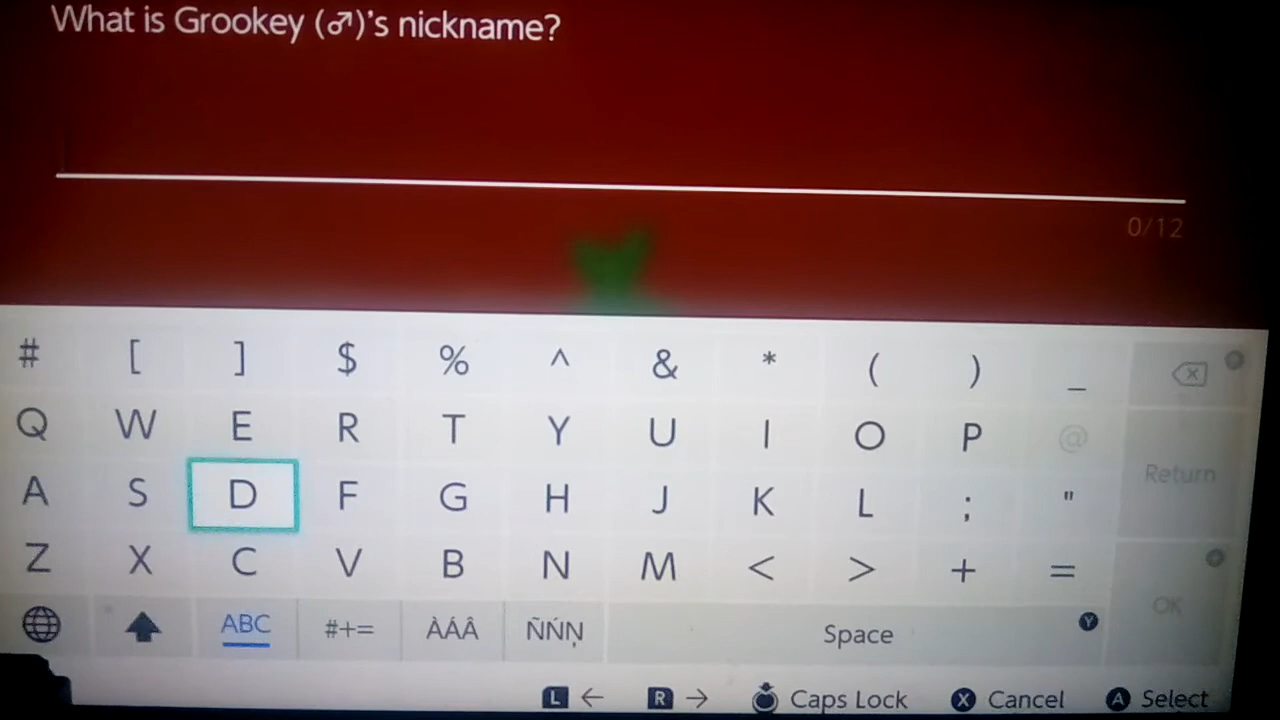 What is Grookey (♂)'s nickname?
0/12
# [ ] $ % ^ & * ( ) _
Q W E R T Y U I O P @
Return
A S D F G H J K L ; "
Z X C V B N M < > + =
OK
ABC #+= ÀÁÂ ÑŃŅ Space Y
L ← R → Caps Lock X Cancel A Select